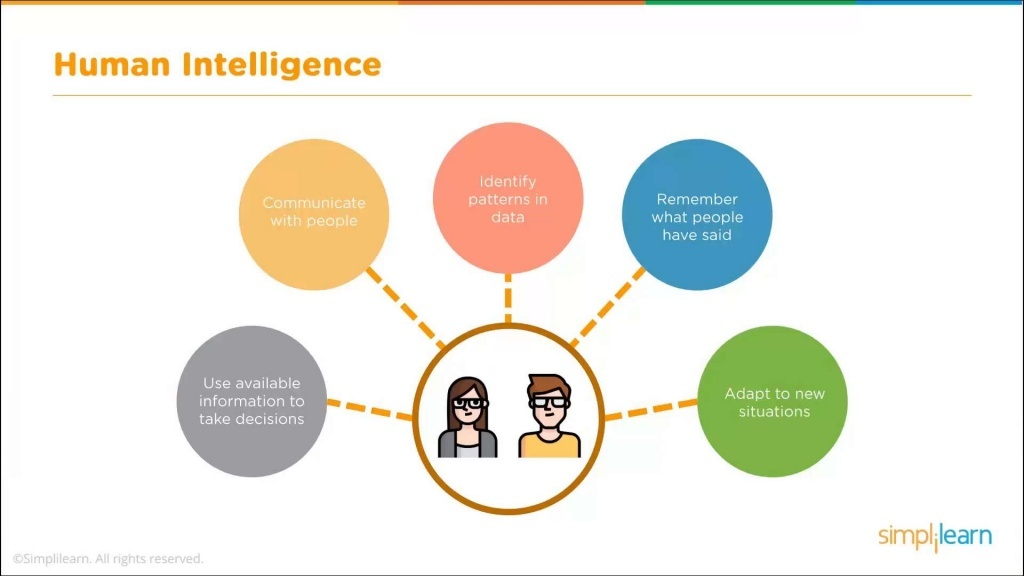 Human Intelligence
Communicate
with people
Identify
patterns in
data
Remember
what people
have said
Use available
information to
take decisions
Adapt to new
situations
©Simplilearn. All rights reserved.
simplilearn